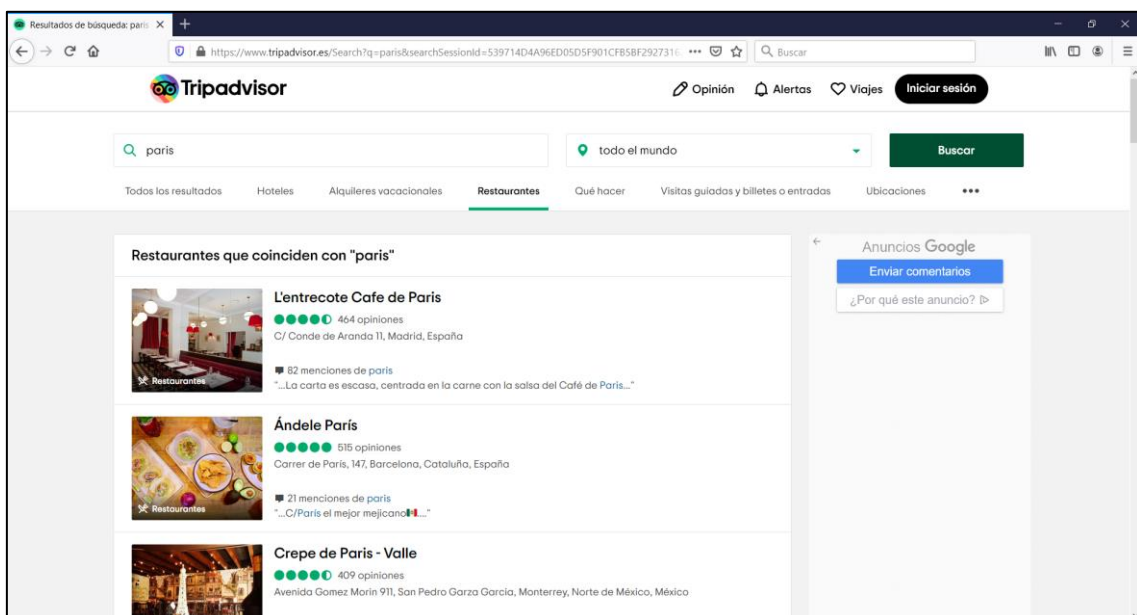 Resultados de búsqueda: paris
https://www.tripadvisor.es/Search?q=paris&searchSessionId=539714D4A96ED05D5F901CFB5BF2927316
Buscar
Tripadvisor
Opinión Alertas Viajes Iniciar sesión
paris todo el mundo Buscar
Todos los resultados Hoteles Alquileres vacacionales Restaurantes Qué hacer Visitas guiadas y billetes o entradas Ubicaciones
Restaurantes que coinciden con "paris"
L'entrecote Cafe de Paris
464 opiniones
C/ Conde de Aranda 11, Madrid, España
82 menciones de paris
"...La carta es escasa, centrada en la carne con la salsa del Café de Paris..."
Restaurantes
Ándele París
515 opiniones
Carrer de París, 147, Barcelona, Cataluña, España
21 menciones de paris
"...C/París el mejor mejicano🇲🇽...."
Restaurantes
Crepe de Paris - Valle
409 opiniones
Avenida Gomez Morin 911, San Pedro Garza García, Monterrey, Norte de México, México
Anuncios Google
Enviar comentarios
¿Por qué este anuncio?